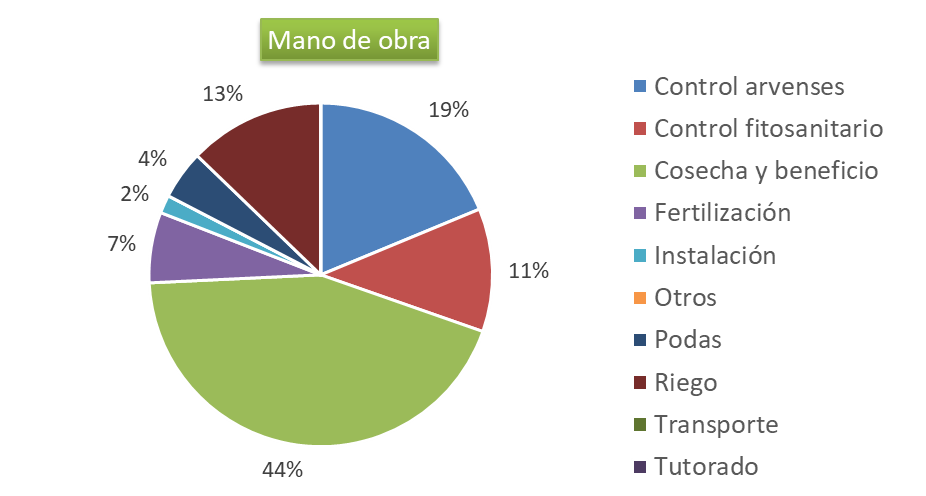 Mano de obra
13%
19%
4%
2%
7%
11%
44%
Control arvenses
Control fitosanitario
Cosecha y beneficio
Fertilización
Instalación
Otros
Podas
Riego
Transporte
Tutorado